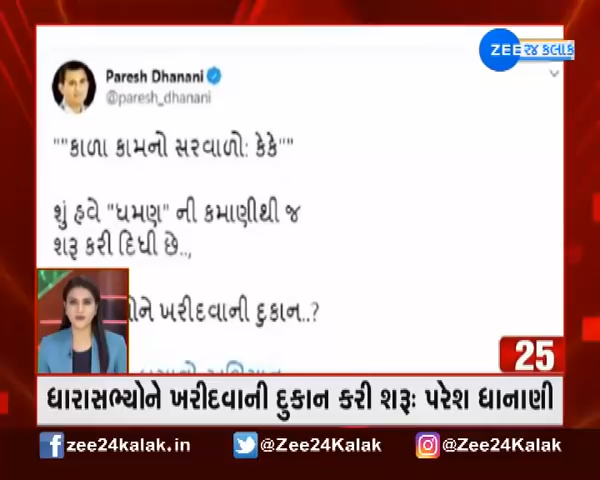 ZEE ૨૪ કલાક
Paresh Dhanani
@paresh_dhanani
""કાળા કામનો સરવાળો: કેકે""
શું હવે "ધમણ" ની કમાણીથી જ
શરૂ કરી દિધી છે..,
ને ખરીદવાની દુકાન..?
25
ધારાસભ્યોને ખરીદવાની દુકાન કરી શરૂઃ પરેશ ધાનાણી
zee24kalak.in
@Zee24Kalak
@Zee24Kalak